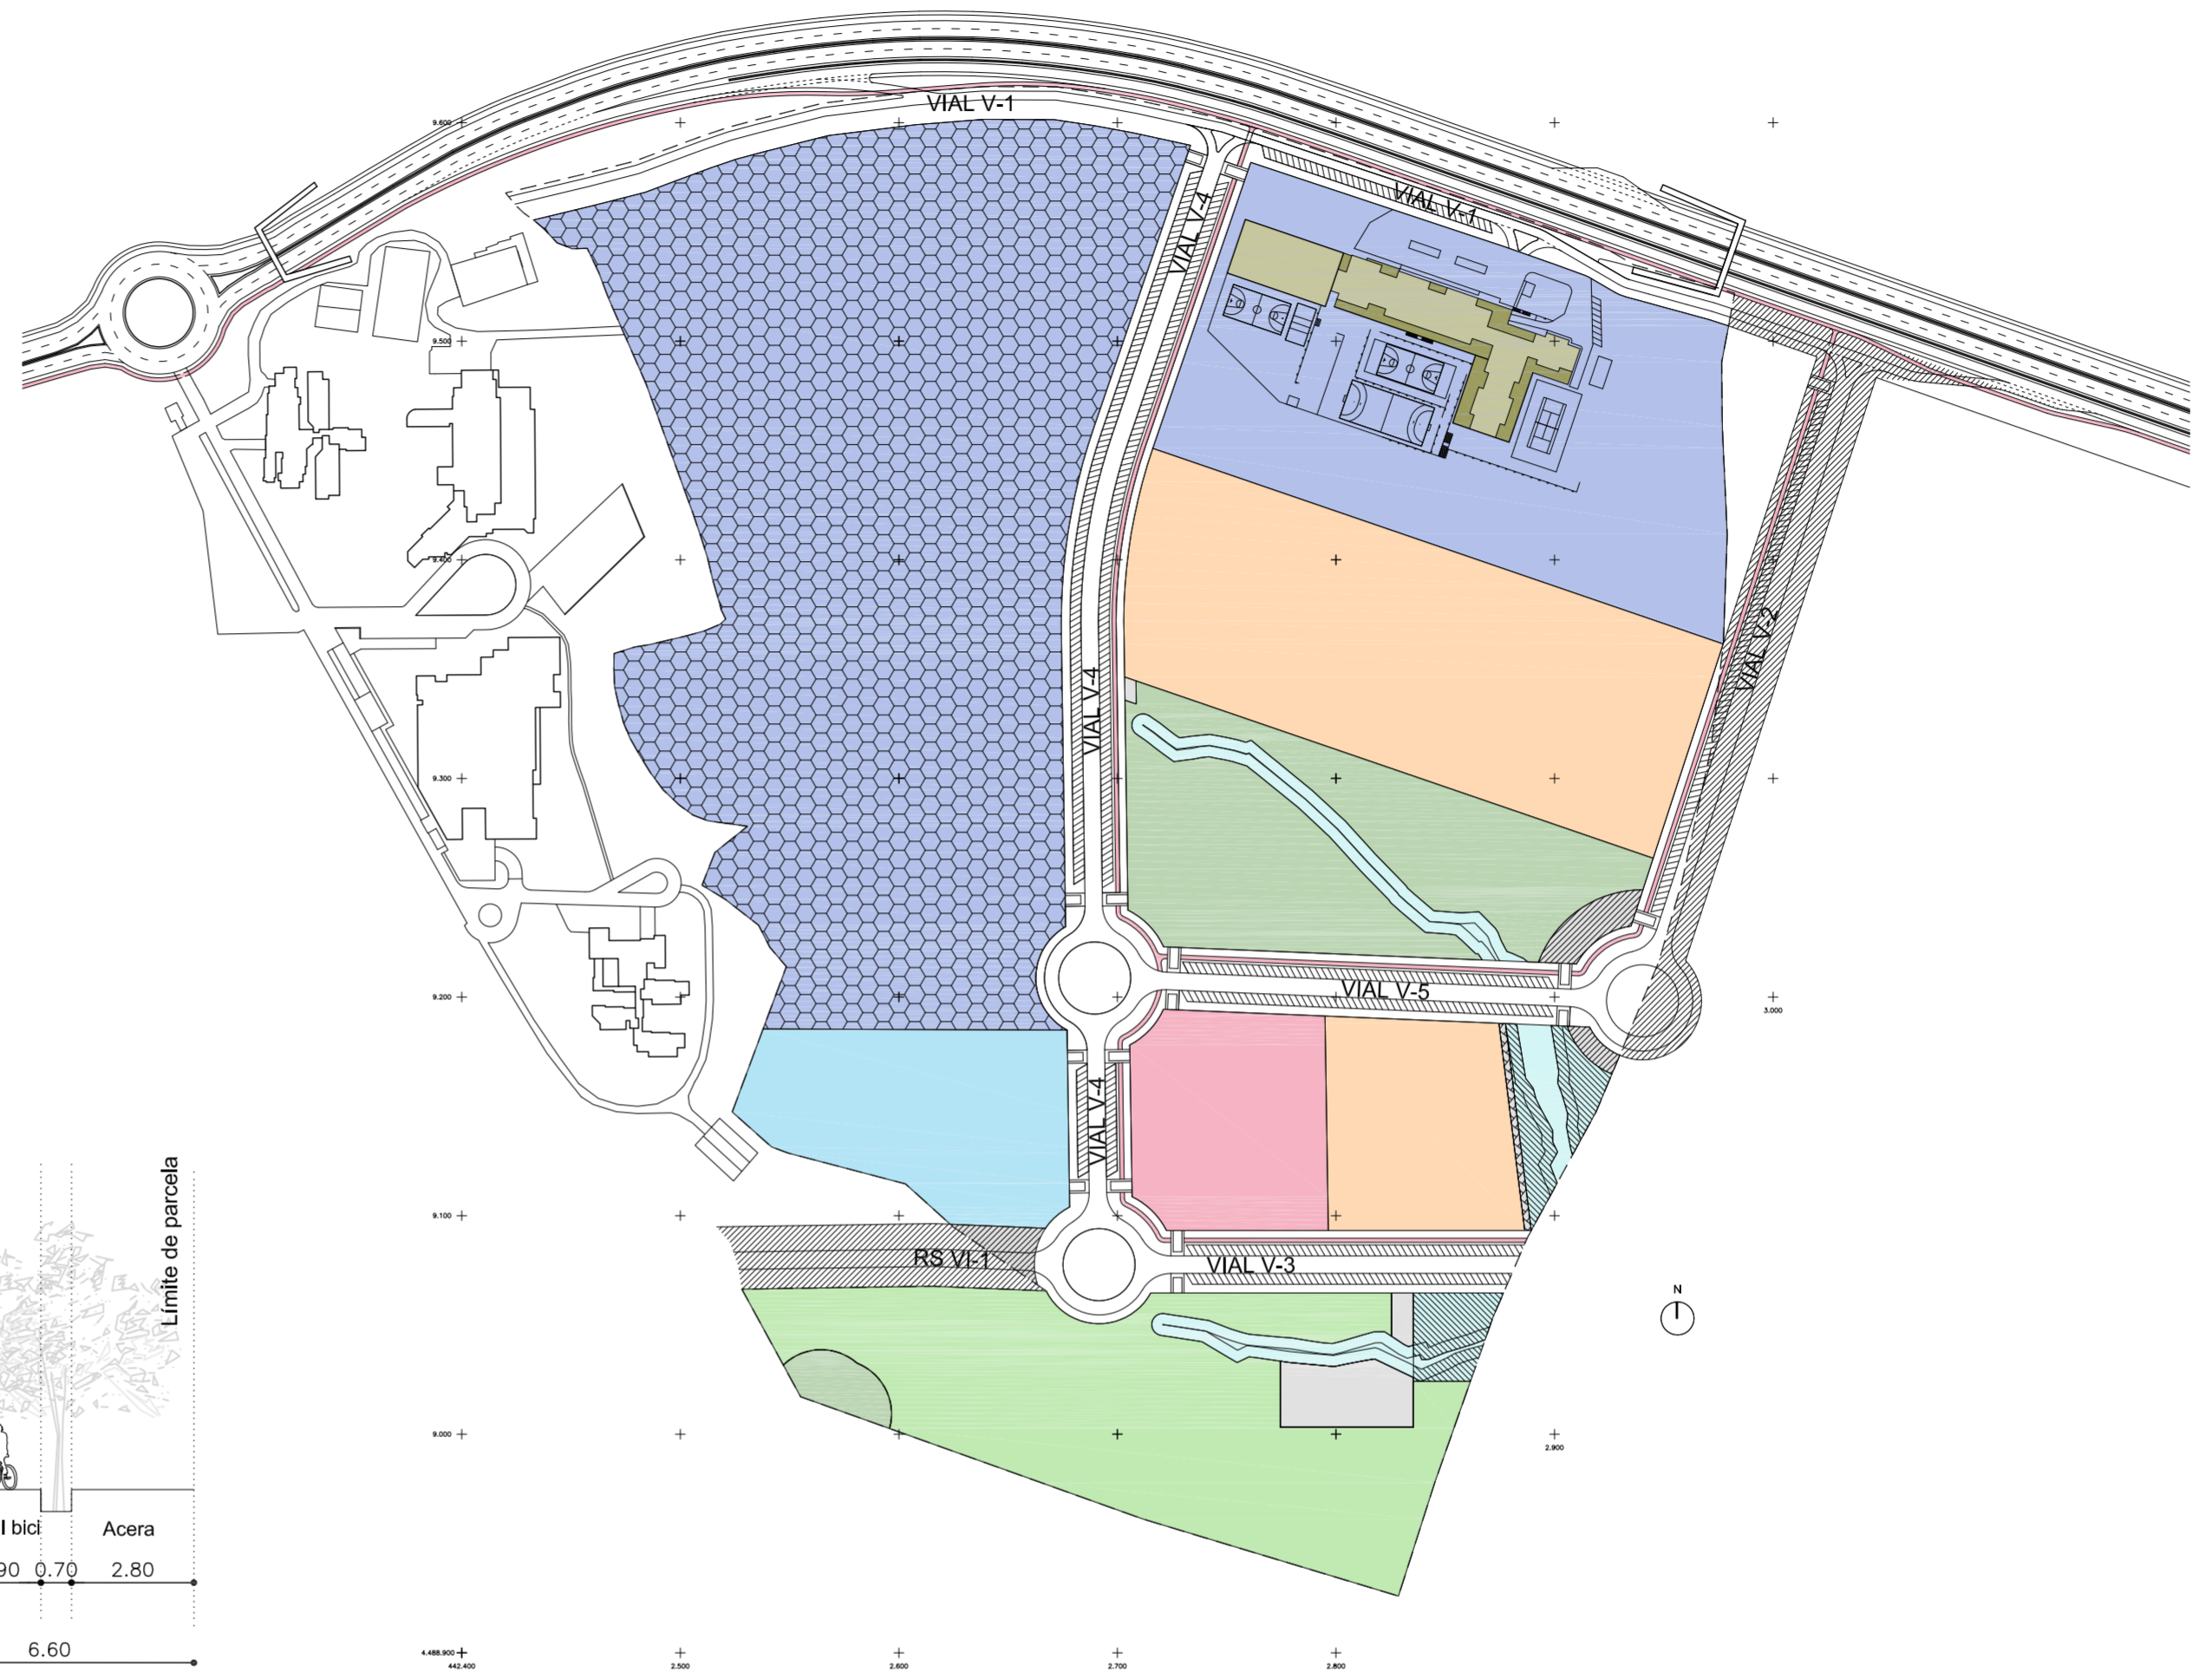 VIAL V-1
9.600
VIAL V-1
VIAL V-4
9.500
9.400
VIAL V-2
VIAL V-4
9.300
VIAL V-5
9.200
3.000
VIAL V-4
Límite de parcela
9.100
RS VI-1
VIAL V-3
N
9.000
2.900
l bici
Acera
90
0.70
2.80
6.60
4.488.900
442.400
2.500
2.600
2.700
2.800